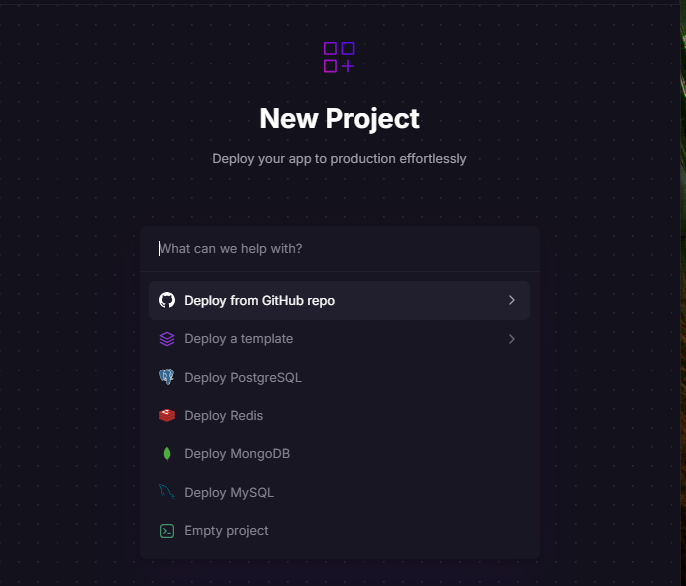 New Project
Deploy your app to production effortlessly
What can we help with?
Deploy from GitHub repo
Deploy a template
Deploy PostgreSQL
Deploy Redis
Deploy MongoDB
Deploy MySQL
Empty project